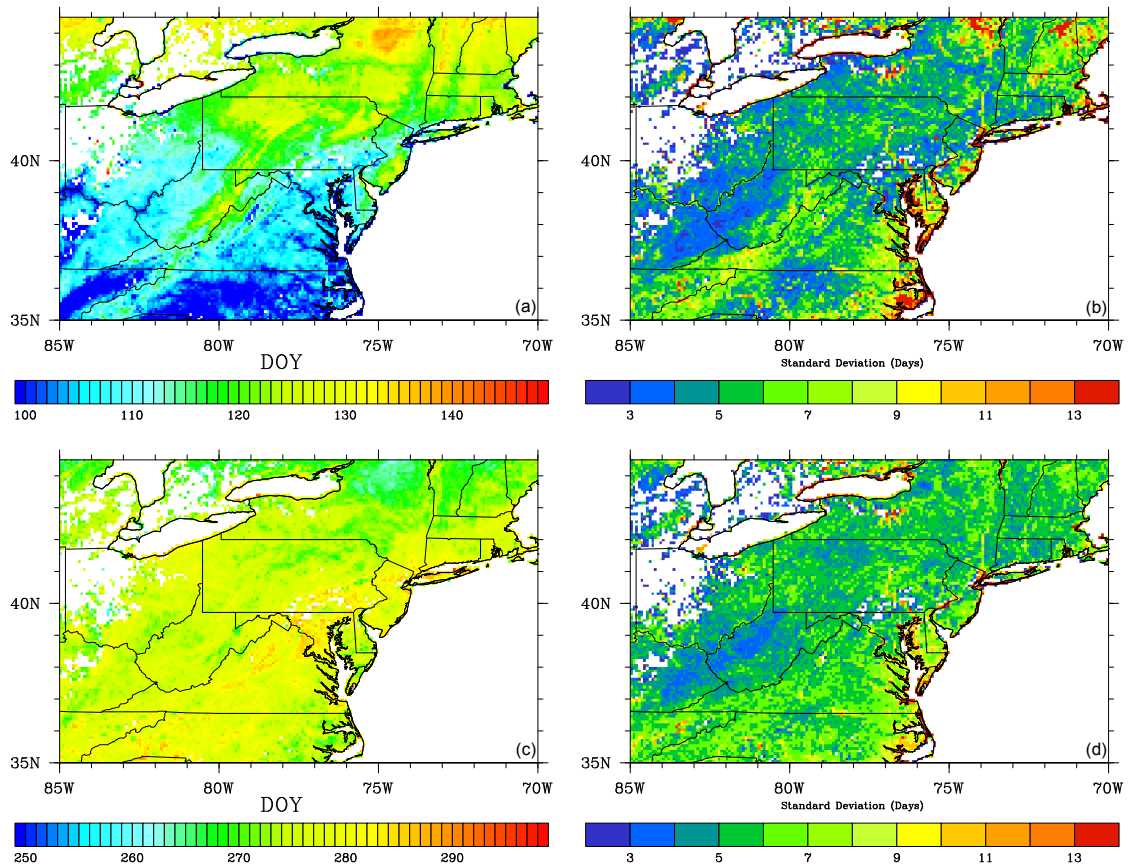 40N
35N
(a)
(b)
85W 80W 75W 70W
85W 80W 75W 70W
DOY
Standard Deviation (Days)
100 110 120 130 140
3 5 7 9 11 13
40N
35N
(c)
40N
35N
(d)
85W 80W 75W 70W
85W 80W 75W 70W
DOY
Standard Deviation (Days)
250 260 270 280 290
3 5 7 9 11 13